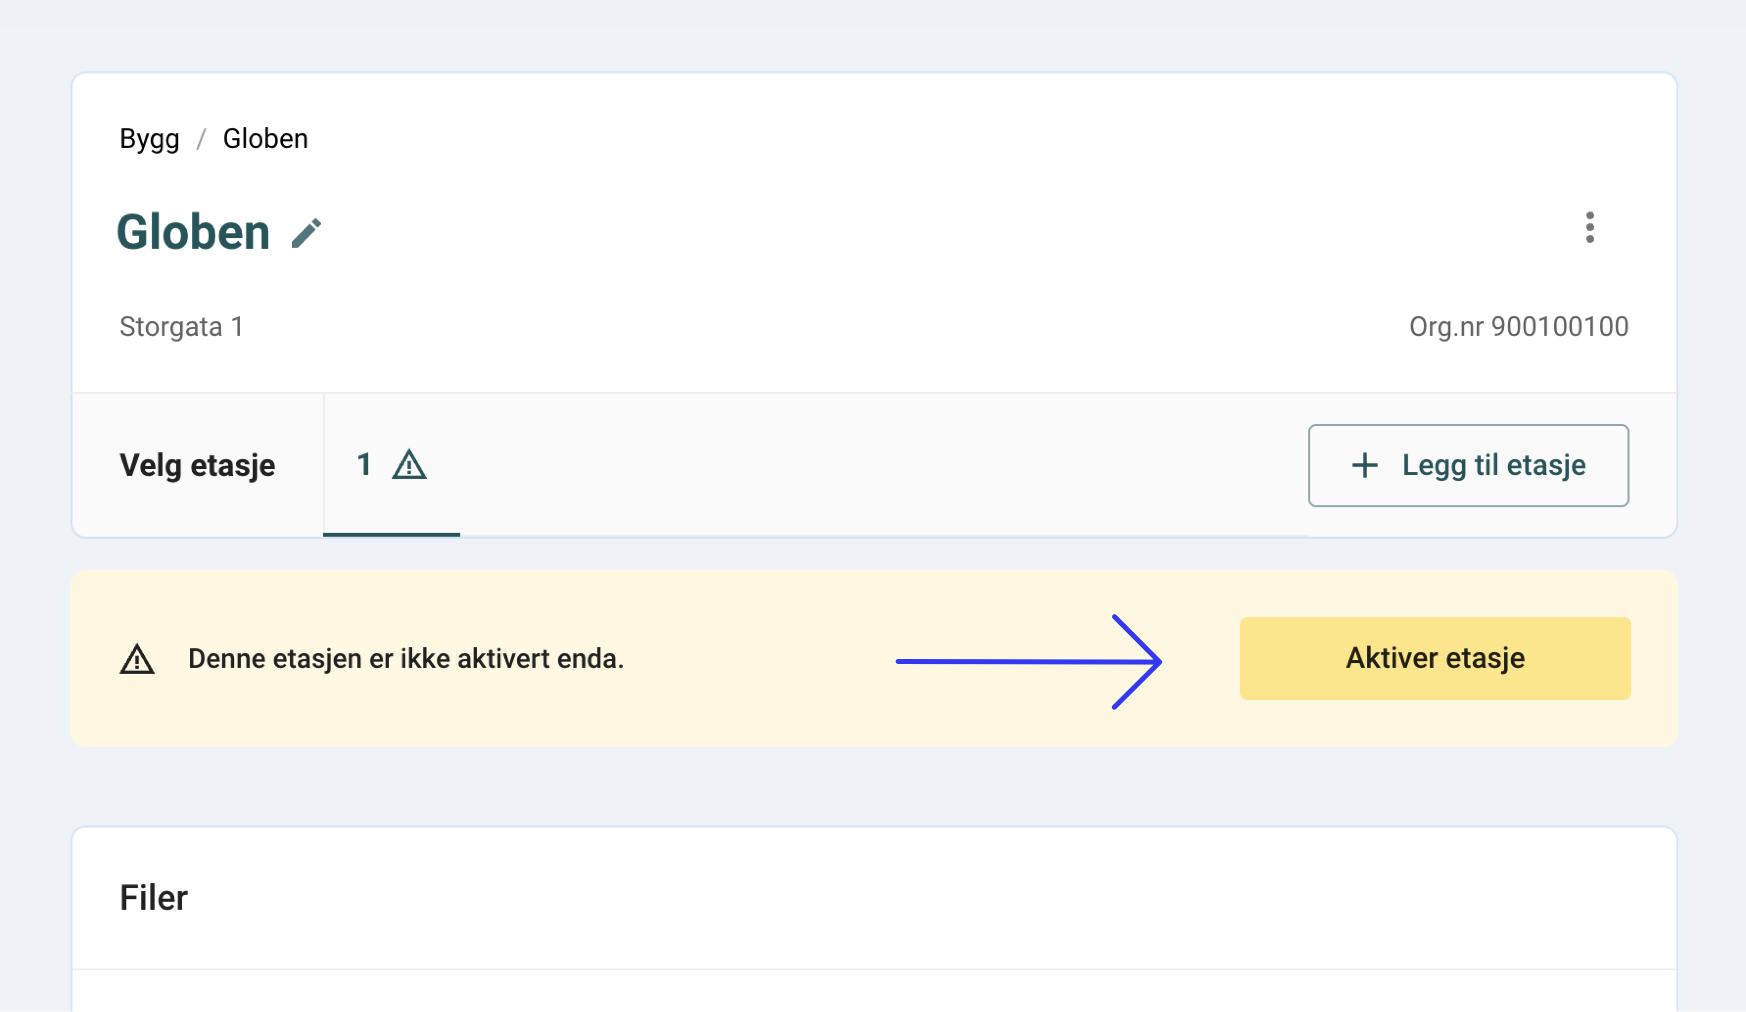 Bygg / Globen
Globen
Storgata 1
Org.nr 900100100
Velg etasje
1
+ Legg til etasje
Denne etasjen er ikke aktivert enda.
Aktiver etasje
Filer